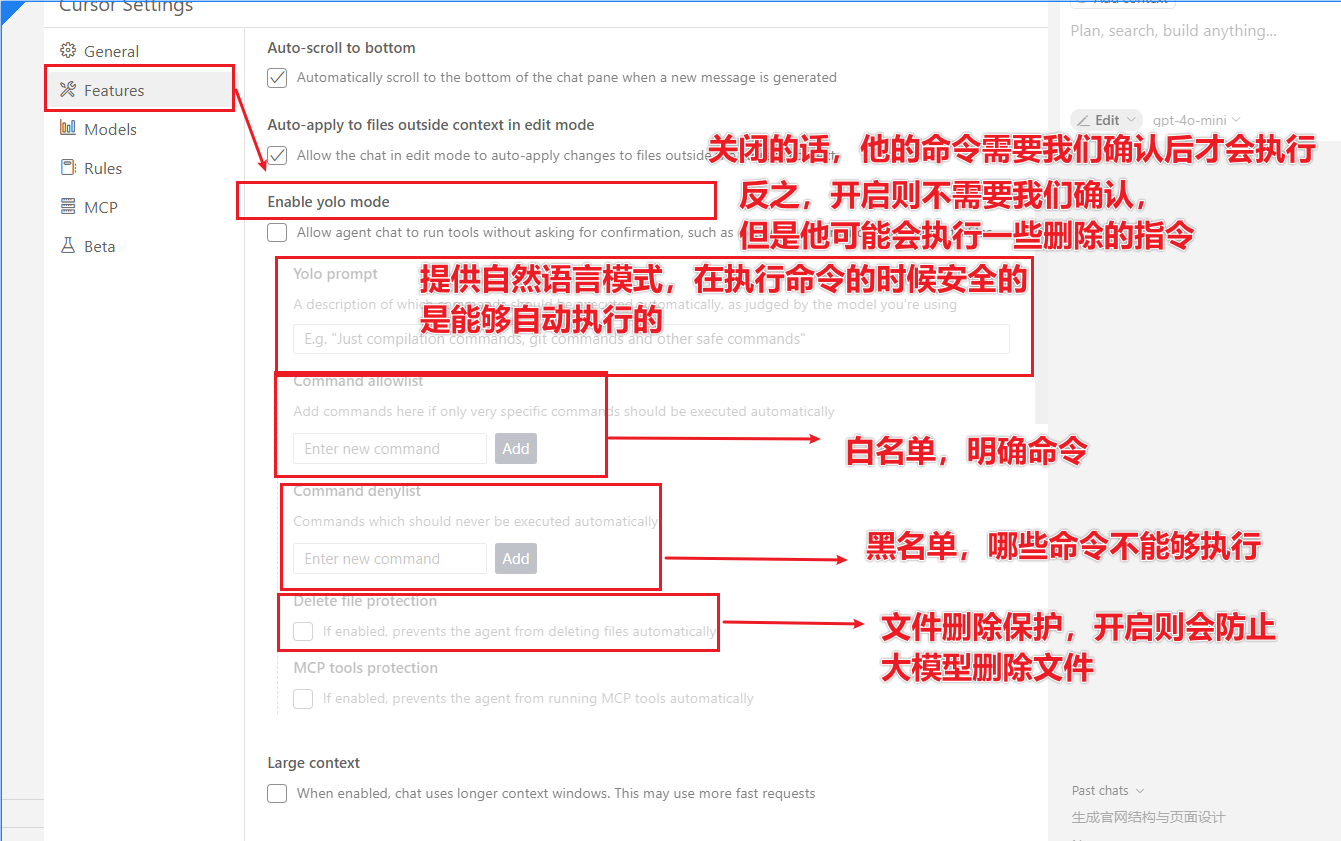 Cursor Settings
General
Features
Models
Rules
MCP
Beta
Auto-scroll to bottom
Automatically scroll to the bottom of the chat pane when a new message is generated
Auto-apply to files outside context in edit mode
Allow the chat in edit mode to auto-apply changes to files outside
关闭的话，他的命令需要我们确认后才会执行
Enable yolo mode
反之，开启则不需要我们确认，
但是他可能会执行一些删除的指令
Allow agent chat to run tools without asking for confirmation, such as
Yolo prompt
提供自然语言模式，在执行命令的时候安全的
是能够自动执行的
A description of which commands should be executed automatically, as judged by the model you're using
E.g. "Just compilation commands, git commands and other safe commands"
Command allowlist
Add commands here if only very specific commands should be executed automatically
Enter new command
Add
白名单，明确命令
Command denylist
Commands which should never be executed automatically
Enter new command
Add
黑名单，哪些命令不能够执行
Delete file protection
If enabled, prevents the agent from deleting files automatically
文件删除保护，开启则会防止
大模型删除文件
MCP tools protection
If enabled, prevents the agent from running MCP tools automatically
Large context
When enabled, chat uses longer context windows. This may use more fast requests
Add context
Plan, search, build anything...
Edit
gpt-4o-mini
Past chats
生成官网结构与页面设计